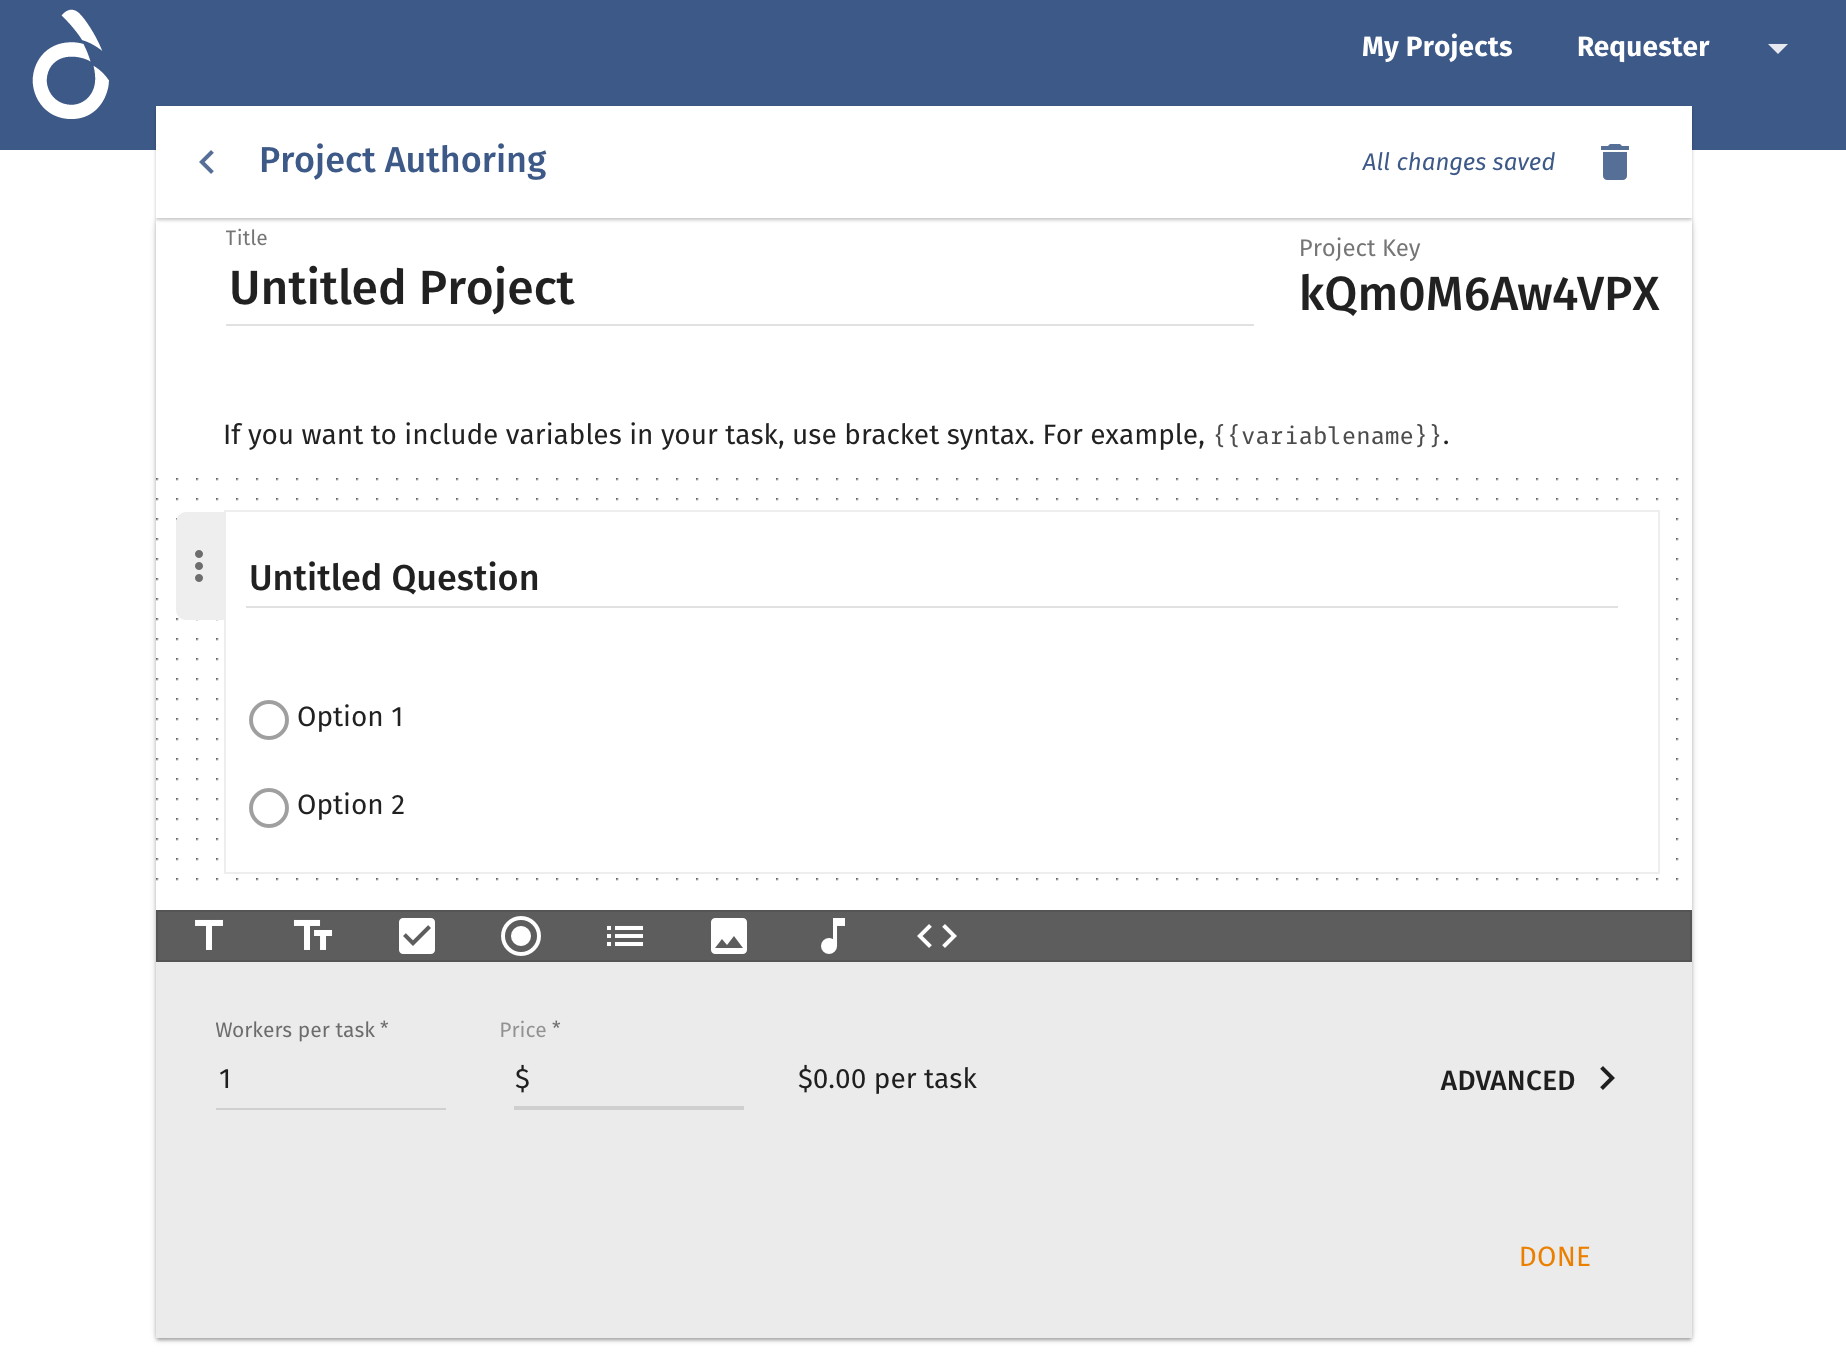 My Projects Requester
Project Authoring
All changes saved
Title
Untitled Project
Project Key
kQm0M6Aw4VPX
If you want to include variables in your task, use bracket syntax. For example, {{variablename}}.
Untitled Question
Option 1
Option 2
Workers per task *
Price *
1
$
$0.00 per task
ADVANCED
DONE